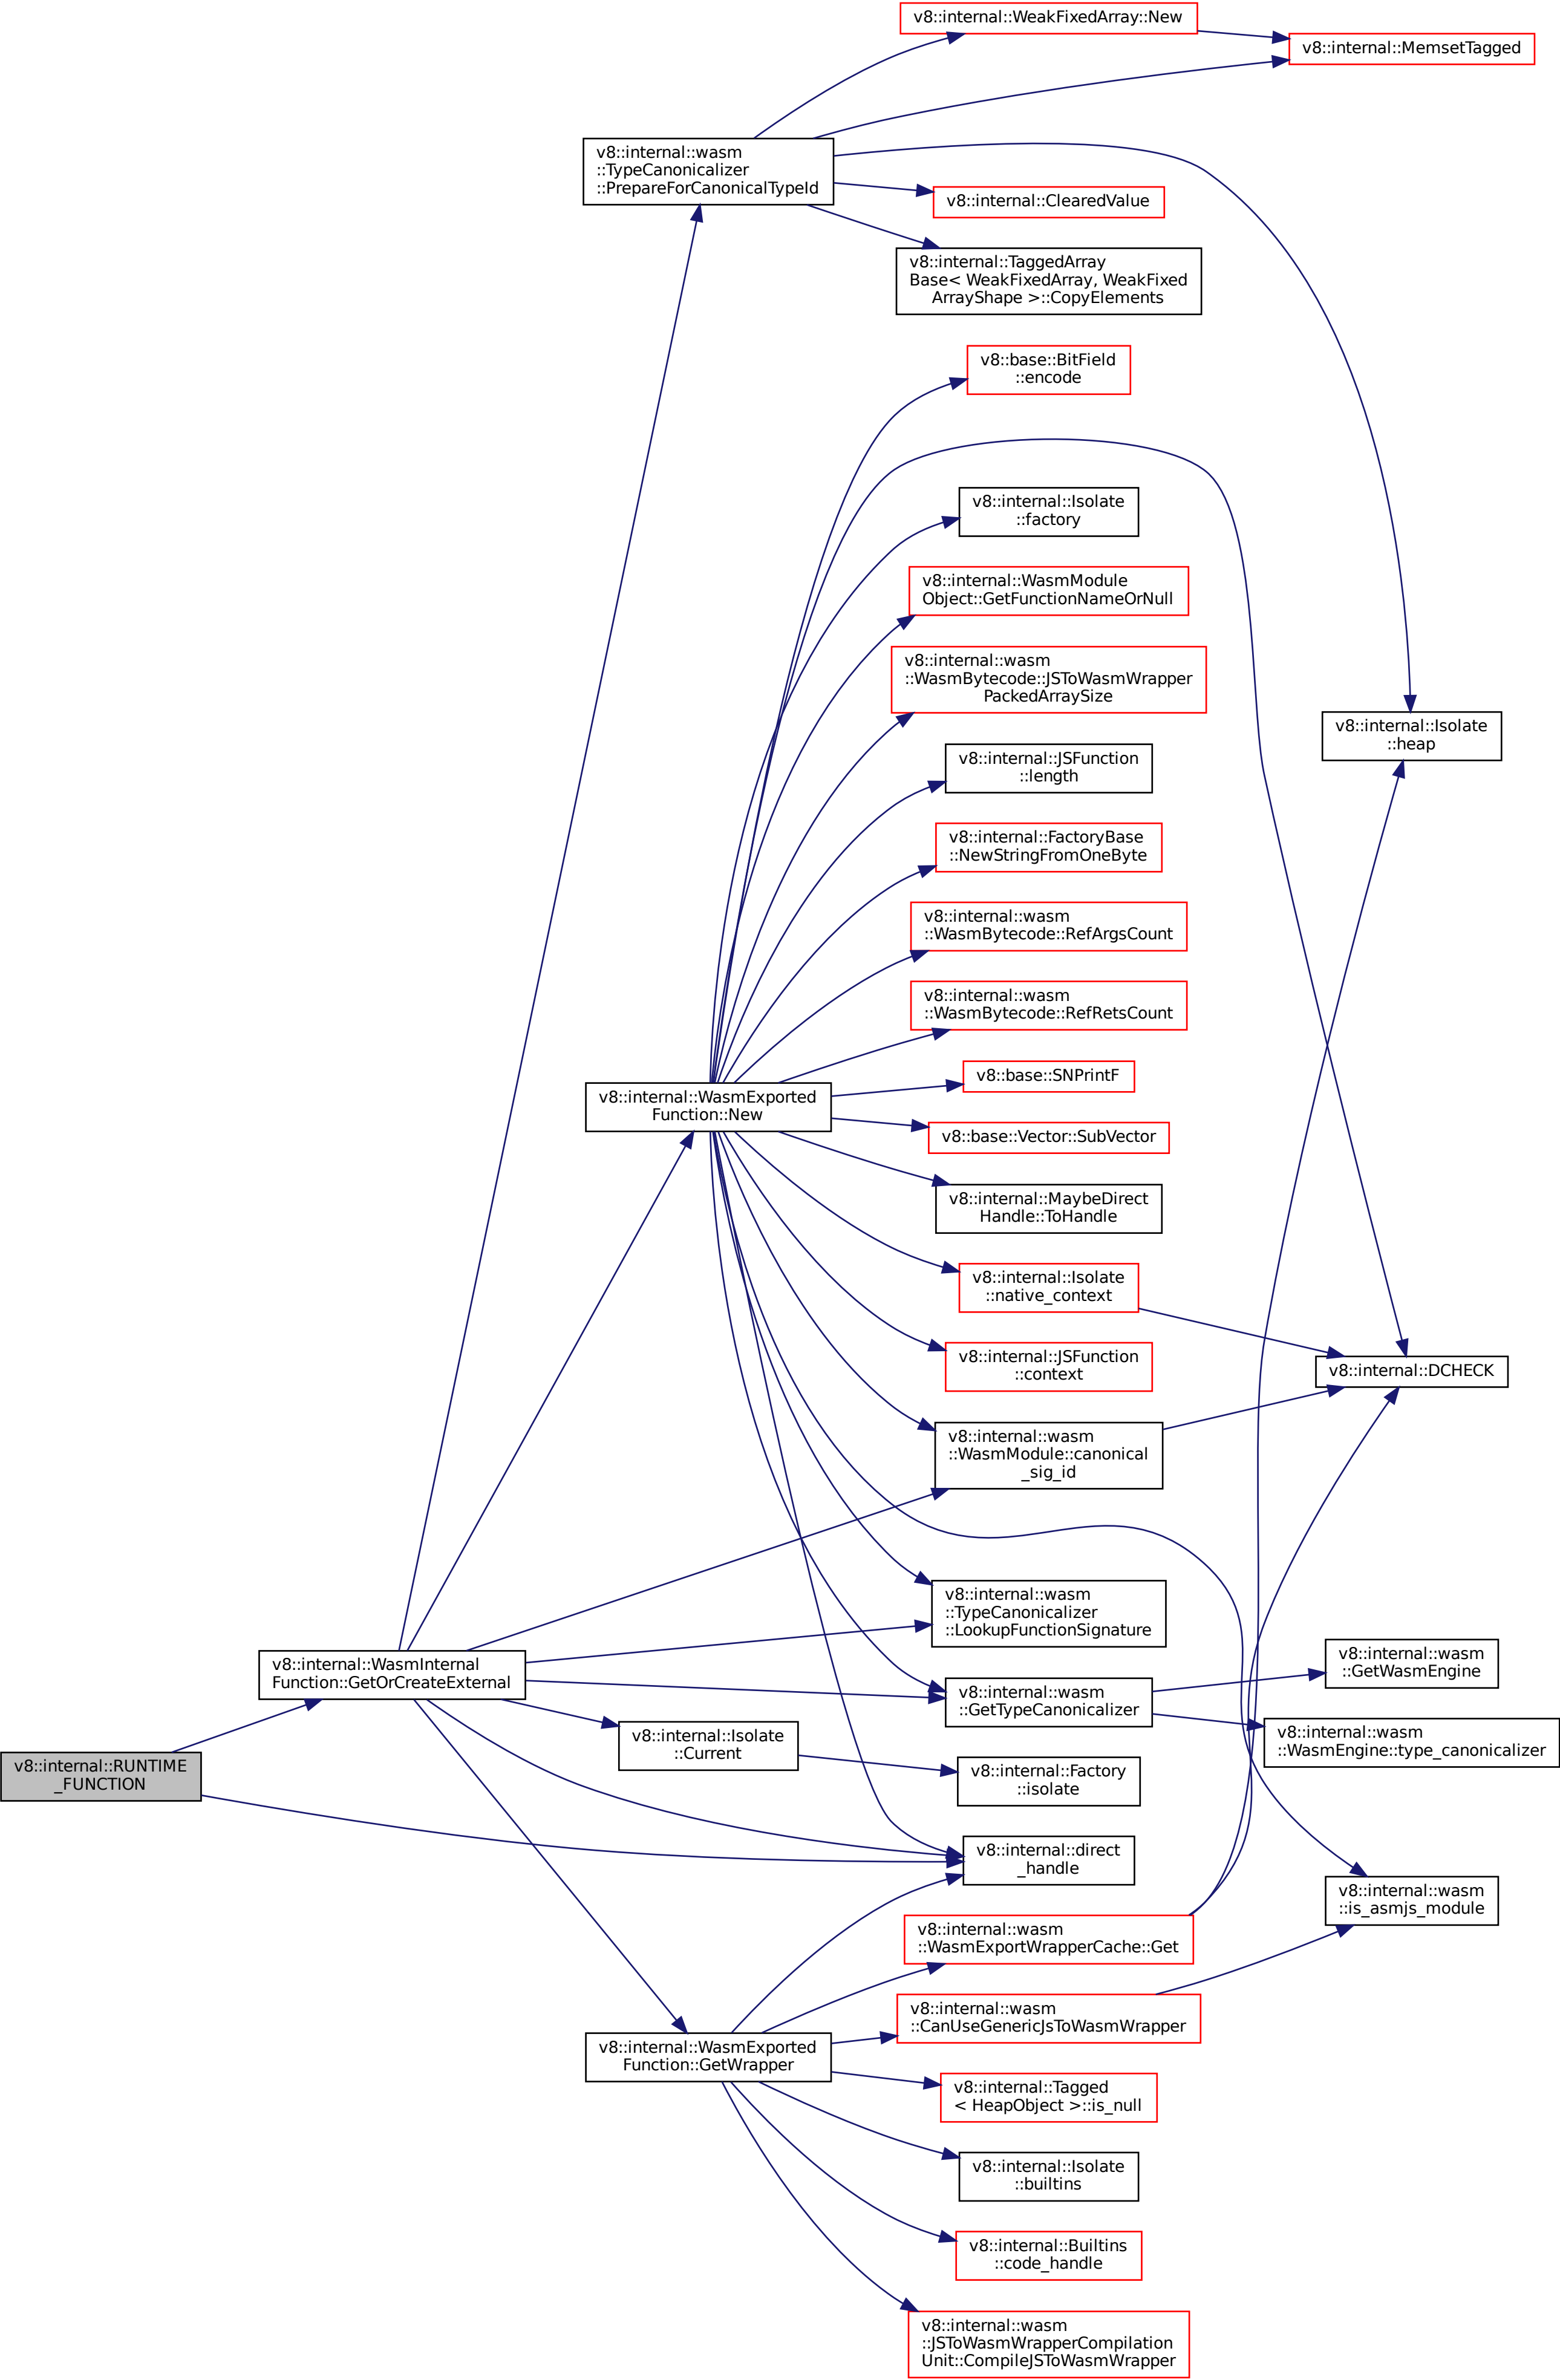 v8::internal::WeakFixedArray::New
v8::internal::MemsetTagged
v8::internal::wasm
::TypeCanonicalizer
::PrepareForCanonicalTypeId
v8::internal::ClearedValue
v8::internal::TaggedArray
Base< WeakFixedArray, WeakFixed
ArrayShape >::CopyElements
v8::base::BitField
::encode
v8::internal::Isolate
::factory
v8::internal::WasmModule
Object::GetFunctionNameOrNull
v8::internal::wasm
::WasmBytecode::JSToWasmWrapper
PackedArraySize
v8::internal::Isolate
::heap
v8::internal::JSFunction
::length
v8::internal::FactoryBase
::NewStringFromOneByte
v8::internal::wasm
::WasmBytecode::RefArgsCount
v8::internal::wasm
::WasmBytecode::RefRetsCount
v8::base::SNPrintF
v8::internal::WasmExported
Function::New
v8::base::Vector::SubVector
v8::internal::MaybeDirect
Handle::ToHandle
v8::internal::Isolate
::native_context
v8::internal::JSFunction
::context
v8::internal::DCHECK
v8::internal::wasm
::WasmModule::canonical
_sig_id
v8::internal::wasm
::TypeCanonicalizer
::LookupFunctionSignature
v8::internal::WasmInternal
Function::GetOrCreateExternal
v8::internal::wasm
::GetWasmEngine
v8::internal::wasm
::GetTypeCanonicalizer
v8::internal::Isolate
::Current
v8::internal::wasm
::WasmEngine::type_canonicalizer
v8::internal::RUNTIME
_FUNCTION
v8::internal::Factory
::isolate
v8::internal::direct
_handle
v8::internal::wasm
::is_asmjs_module
v8::internal::wasm
::WasmExportWrapperCache::Get
v8::internal::wasm
::CanUseGenericJsToWasmWrapper
v8::internal::WasmExported
Function::GetWrapper
v8::internal::Tagged
< HeapObject >::is_null
v8::internal::Isolate
::builtins
v8::internal::Builtins
::code_handle
v8::internal::wasm
::JSToWasmWrapperCompilation
Unit::CompileJSToWasmWrapper